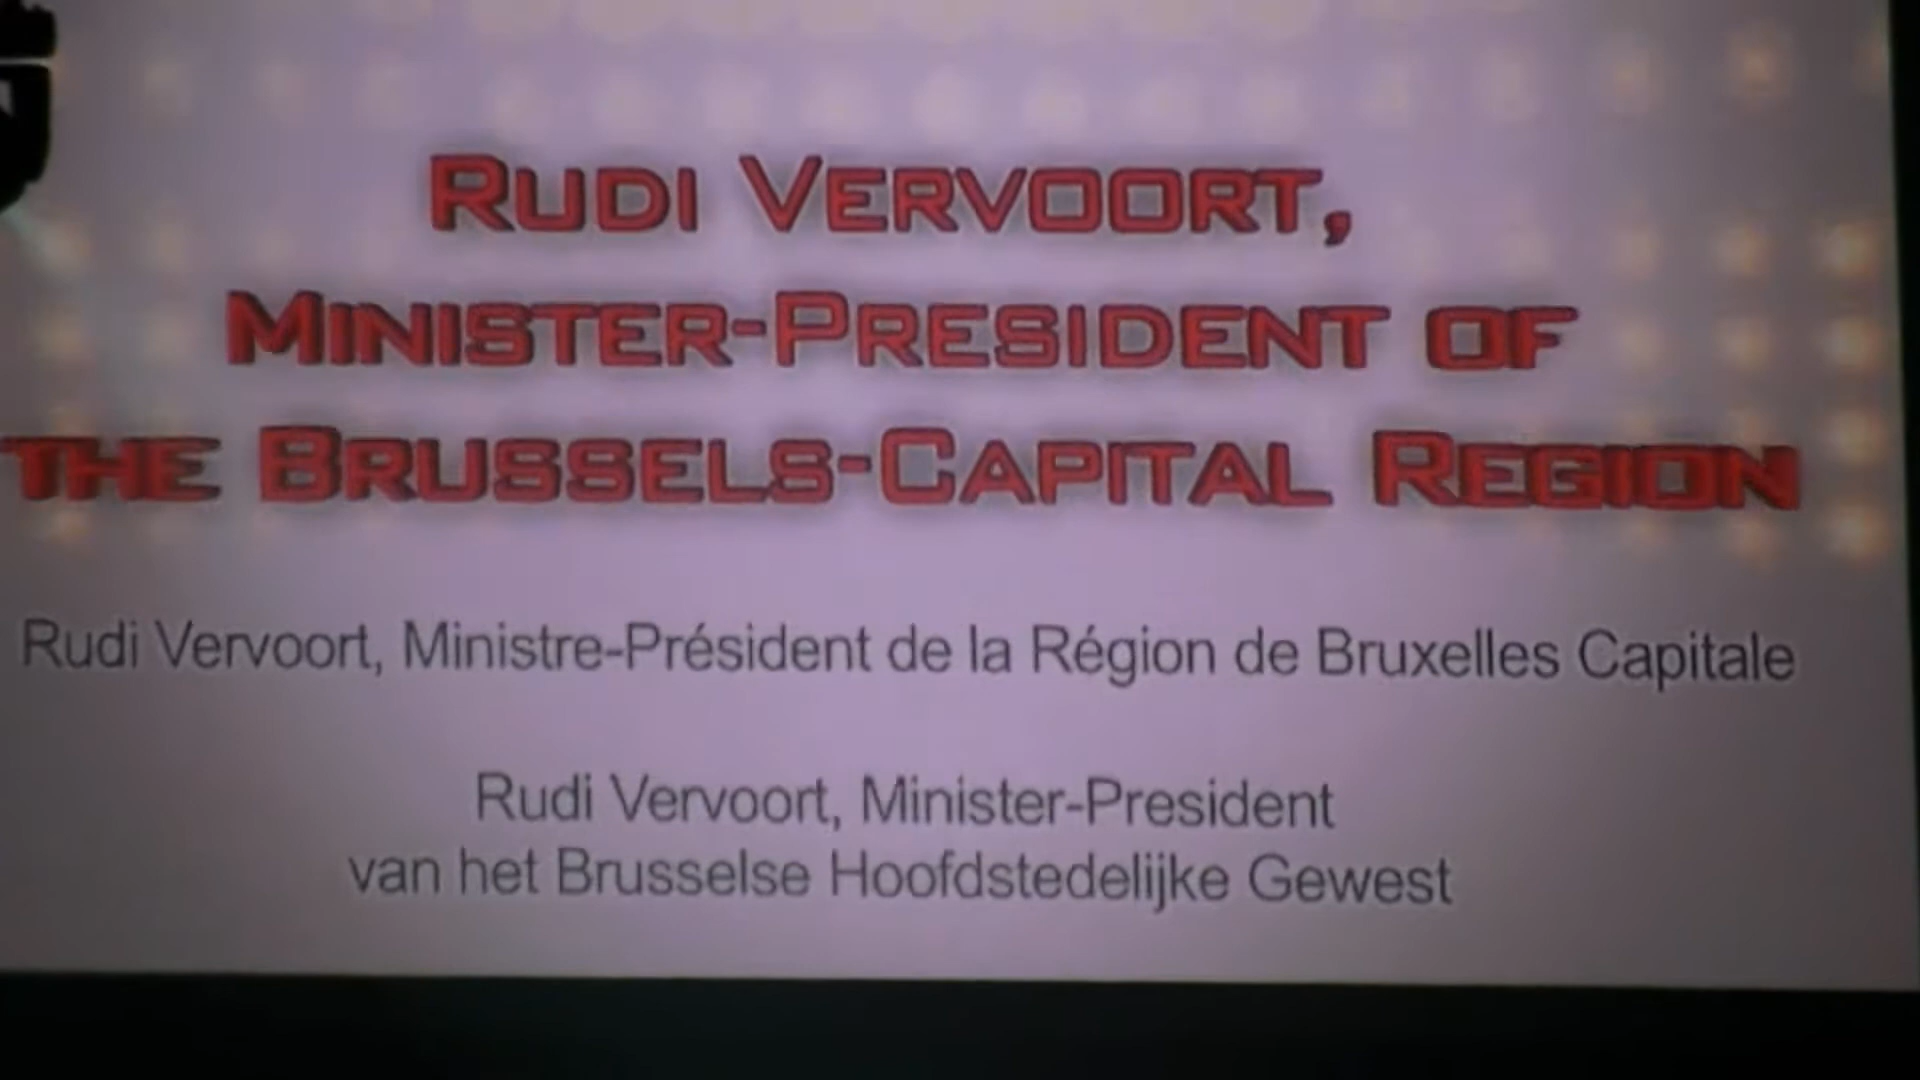 RUDI VERVOORT,
MINISTER-PRESIDENT OF
THE BRUSSELS-CAPITAL REGION
Rudi Vervoort, Ministre-Président de la Région de Bruxelles Capitale
Rudi Vervoort, Minister-President
van het Brusselse Hoofdstedelijke Gewest